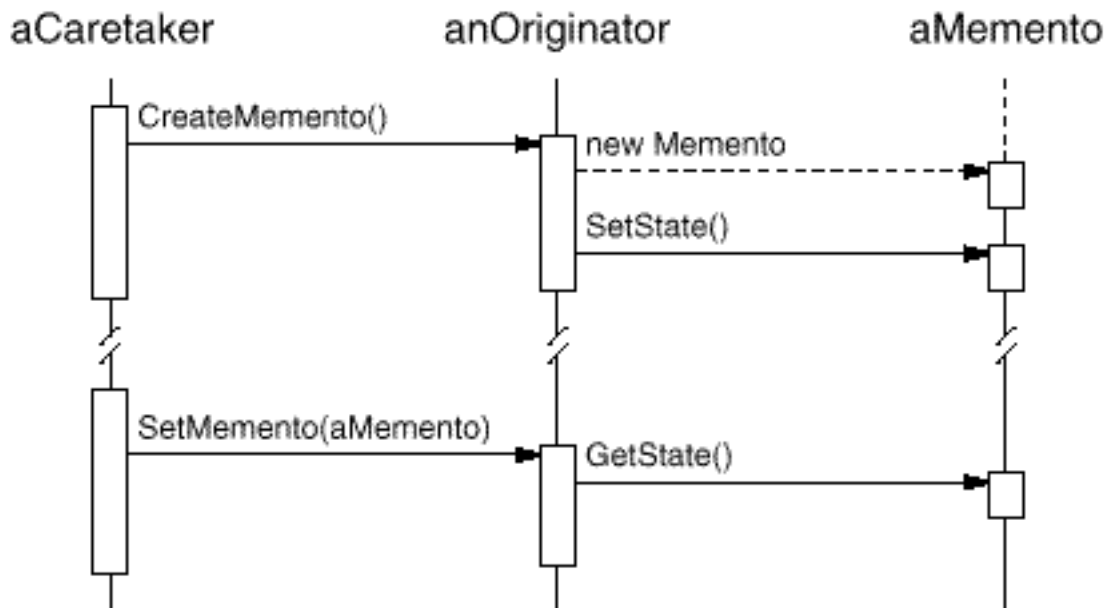 aCaretaker anOriginator aMemento
CreateMemento()
new Memento
SetState()
SetMemento(aMemento)
GetState()